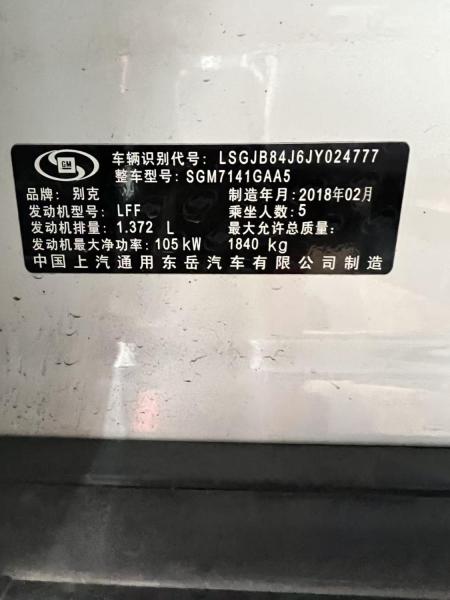 GM
车辆识别代号: LSGJB84J6JY024777
整车型号: SGM7141GAA5
品牌: 别克 制造年月: 2018年02月
发动机型号: LFF 乘坐人数: 5
发动机排量: 1.372 L 最大允许总质量:
发动机最大净功率: 105 kW 1840 kg
中国上汽通用东岳汽车有限公司制造